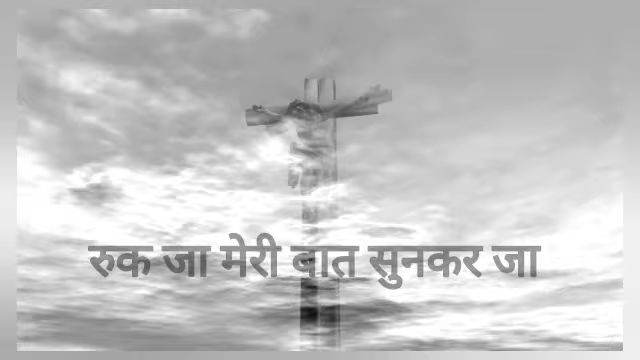 रुक जा मेरी वात सुनकर जा